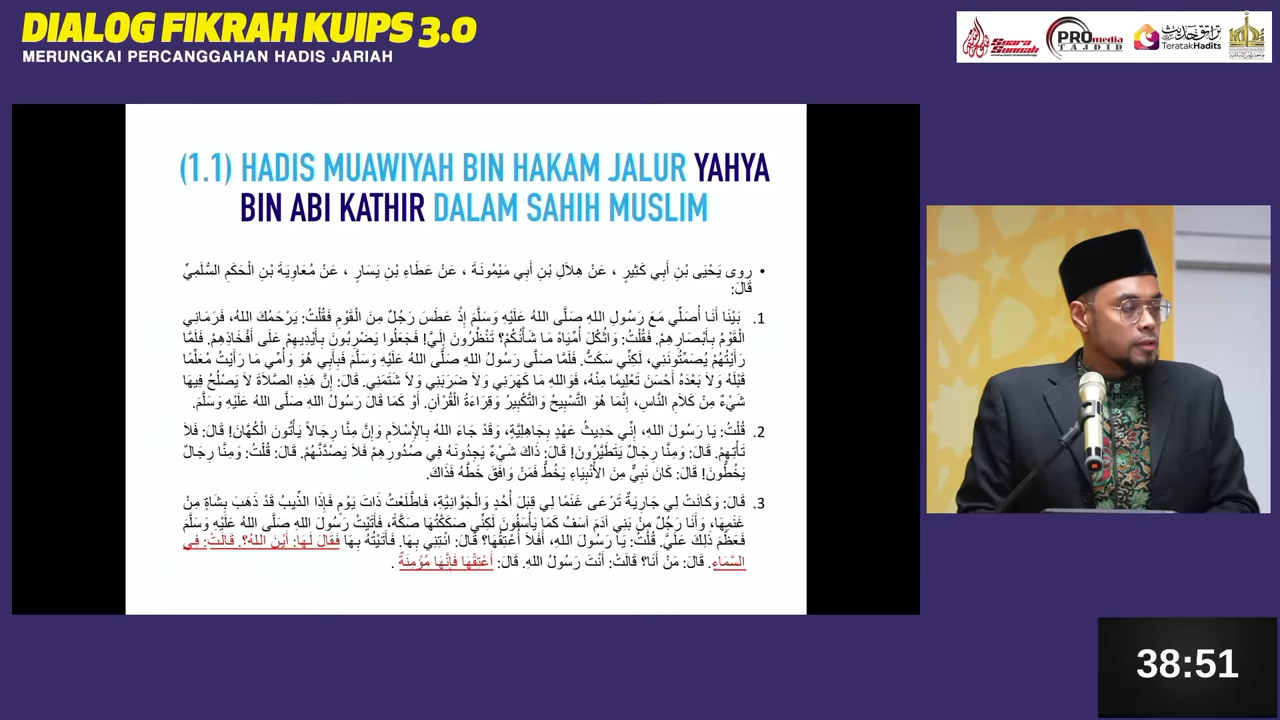 DIALOG FIKRAH KUIPS 3.0
MERUNGKAI PERCANGGAHAN HADIS JARIAH
Suara Sunnah
PROmedia
TAJDID
TeratakHadits
(1.1) HADIS MUAWIYAH BIN HAKAM JALUR YAHYA
BIN ABI KATHIR DALAM SAHIH MUSLIM
• روى يَحْيَى بْنِ أَبِي كَثِيرٍ ، عَنْ هِلَالِ بْنِ أَبِي مَيْمُونَةَ ، عَنْ عَطَاءِ بْنِ يَسَارٍ ، عَنْ مُعَاوِيَةَ بْنِ الْحَكَمِ السُّلَمِيِّ
قَالَ:
1. بَيْنَا أَنَا أُصَلِّي مَعَ رَسُولِ اللهِ صَلَّى اللهُ عَلَيْهِ وَسَلَّمَ إِذْ عَطَسَ رَجُلٌ مِنَ الْقَوْمِ فَقُلْتُ: يَرْحَمُكَ اللهُ، فَرَمَانِي
الْقَوْمُ بِأَبْصَارِهِمْ. فَقُلْتُ: وَاثُكْلَ أُمِّيَاهْ مَا شَأْنُكُمْ؟ تَنْظُرُونَ إِلَيَّ! فَجَعَلُوا يَضْرِبُونَ بِأَيْدِيهِمْ عَلَى أَفْخَاذِهِمْ. فَلَمَّا
رَأَيْتُهُمْ يُصَمِّتُونَنِي، لَكِنِّي سَكَتُّ. فَلَمَّا صَلَّى رَسُولُ اللهِ صَلَّى اللهُ عَلَيْهِ وَسَلَّمَ فَبِأَبِي هُوَ وَأُمِّي مَا رَأَيْتُ مُعَلِّمًا
قَبْلَهُ وَلَا بَعْدَهُ أَحْسَنَ تَعْلِيمًا مِنْهُ، فَوَاللهِ مَا كَهَرَنِي وَلَا ضَرَبَنِي وَلَا شَتَمَنِي. قَالَ: إِنَّ هَذِهِ الصَّلَاةَ لَا يَصْلُحُ فِيهَا
شَيْءٌ مِنْ كَلَامِ النَّاسِ، إِنَّمَا هُوَ التَّسْبِيحُ وَالتَّكْبِيرُ وَقِرَاءَةُ الْقُرْآنِ. أَوْ كَمَا قَالَ رَسُولُ اللهِ صَلَّى اللهُ عَلَيْهِ وَسَلَّمَ.
2. قُلْتُ: يَا رَسُولَ اللهِ، إِنِّي حَدِيثُ عَهْدٍ بِجَاهِلِيَّةٍ، وَقَدْ جَاءَ اللهُ بِالْإِسْلَامِ وَإِنَّ مِنَّا رِجَالًا يَأْتُونَ الْكُهَّانَ! قَالَ: فَلَا
تَأْتِهِمْ. قَالَ: وَمِنَّا رِجَالٌ يَتَطَيَّرُونَ! قَالَ: ذَاكَ شَيْءٌ يَجِدُونَهُ فِي صُدُورِهِمْ فَلَا يَصُدَّنَّهُمْ. قَالَ: قُلْتُ: وَمِنَّا رِجَالٌ
يَخُطُّونَ! قَالَ: كَانَ نَبِيٌّ مِنَ الْأَنْبِيَاءِ يَخُطُّ فَمَنْ وَافَقَ خَطَّهُ فَذَاكَ.
3. قَالَ: وَكَانَتْ لِي جَارِيَةٌ تَرْعَى غَنَمًا لِي قِبَلَ أُحُدٍ وَالْجَوَّانِيَّةِ، فَاطَّلَعْتُ ذَاتَ يَوْمٍ فَإِذَا الذِّيبُ قَدْ ذَهَبَ بِشَاةٍ مِنْ
غَنَمِهَا، وَأَنَا رَجُلٌ مِنْ بَنِي آدَمَ آسَفُ كَمَا يَأْسَفُونَ لَكِنِّي صَكَكْتُهَا صَكَّةً، فَأَتَيْتُ رَسُولَ اللهِ صَلَّى اللهُ عَلَيْهِ وَسَلَّمَ
فَعَظَّمَ ذَلِكَ عَلَيَّ. قُلْتُ: يَا رَسُولَ اللهِ، أَفَلَا أُعْتِقُهَا؟ قَالَ: ائْتِنِي بِهَا. فَأَتَيْتُهُ بِهَا فَقَالَ لَهَا: أَيْنَ اللهُ؟. قَالَتْ: فِي
السَّمَاءِ. قَالَ: مَنْ أَنَا؟ قَالَتْ: أَنْتَ رَسُولُ اللهِ. قَالَ: أَعْتِقْهَا فَإِنَّهَا مُؤْمِنَةٌ .
38:51